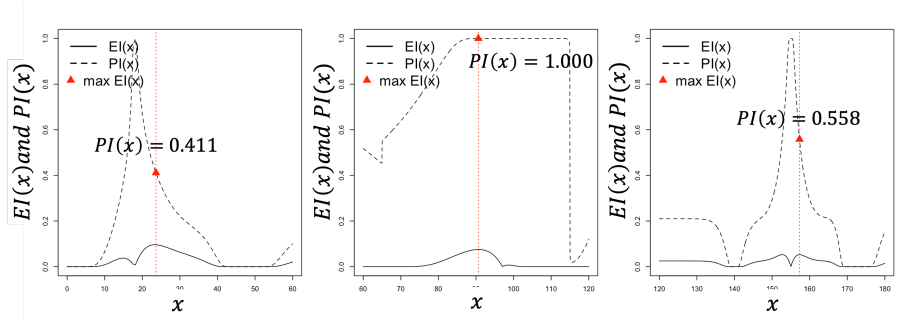 EI(x)and PI(x)
0.0 0.2 0.4 0.6 0.8 1.0
EI(x)
PI(x)
max EI(x)
PI(x) = 0.411
0 10 20 30 40 50 60
x
EI(x)and PI(x)
0.0 0.2 0.4 0.6 0.8 1.0
EI(x)
PI(x)
max EI(x)
PI(x) = 1.000
60 70 80 90 100 110 120
x
EI(x)and PI(x)
0.0 0.2 0.4 0.6 0.8 1.0
EI(x)
PI(x)
max EI(x)
PI(x) = 0.558
120 130 140 150 160 170 180
x